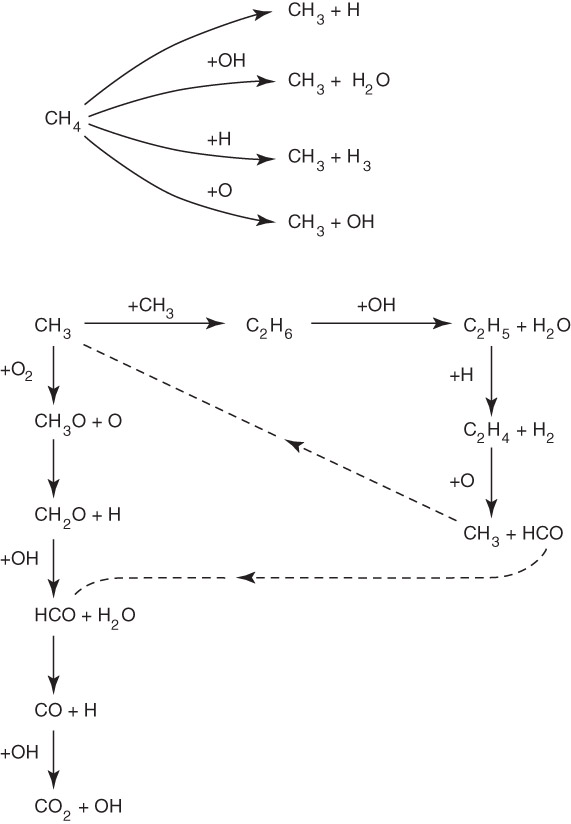 CH₃ + H
+OH
CH₃ + H₂O
CH₄
+H
CH₃ + H₃
+O
CH₃ + OH
+CH₃
+OH
CH₃
C₂H₆
C₂H₅ + H₂O
+O₂
+H
CH₃O + O
C₂H₄ + H₂
+O
CH₂O + H
CH₃ + HCO
+OH
HCO + H₂O
CO + H
+OH
CO₂ + OH